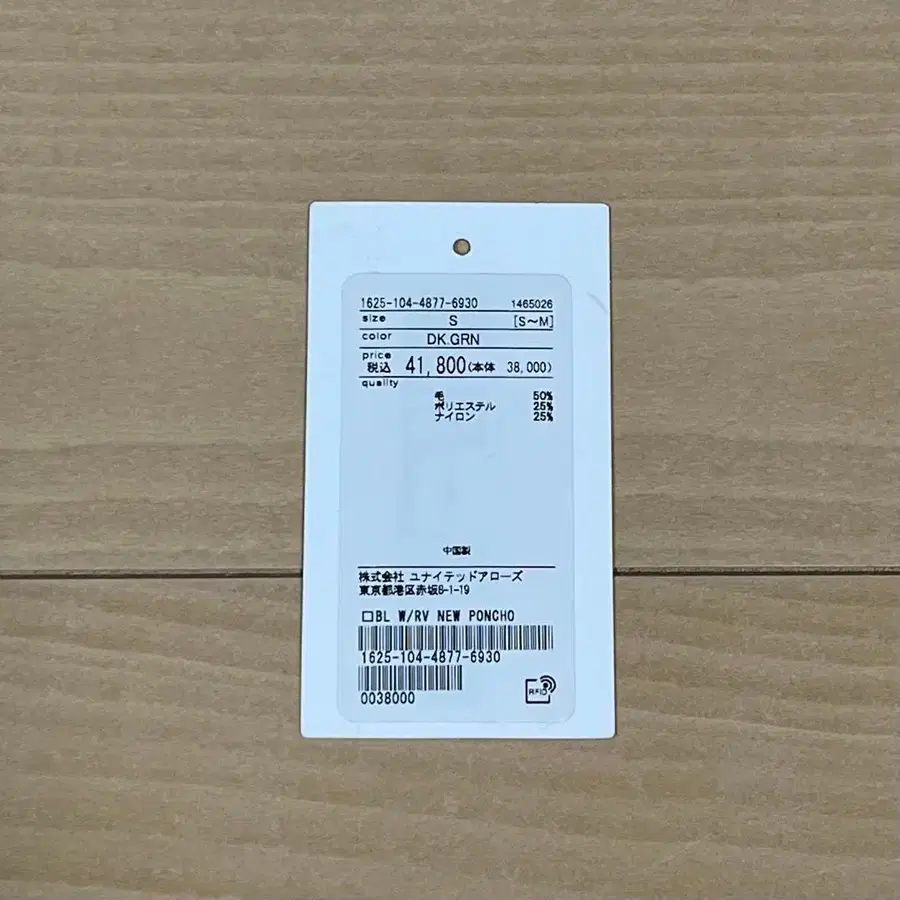 1625-104-4877-6930 1465026
size S [S~M]
color DK.GRN
price
税込 41,800(本体 38,000)
quality
毛 50%
ポリエステル 25%
ナイロン 25%
中国製
株式会社 ユナイテッドアローズ
東京都港区赤坂8-1-19
□BL W/RV NEW PONCHO
1625-104-4877-6930
0038000
RFID